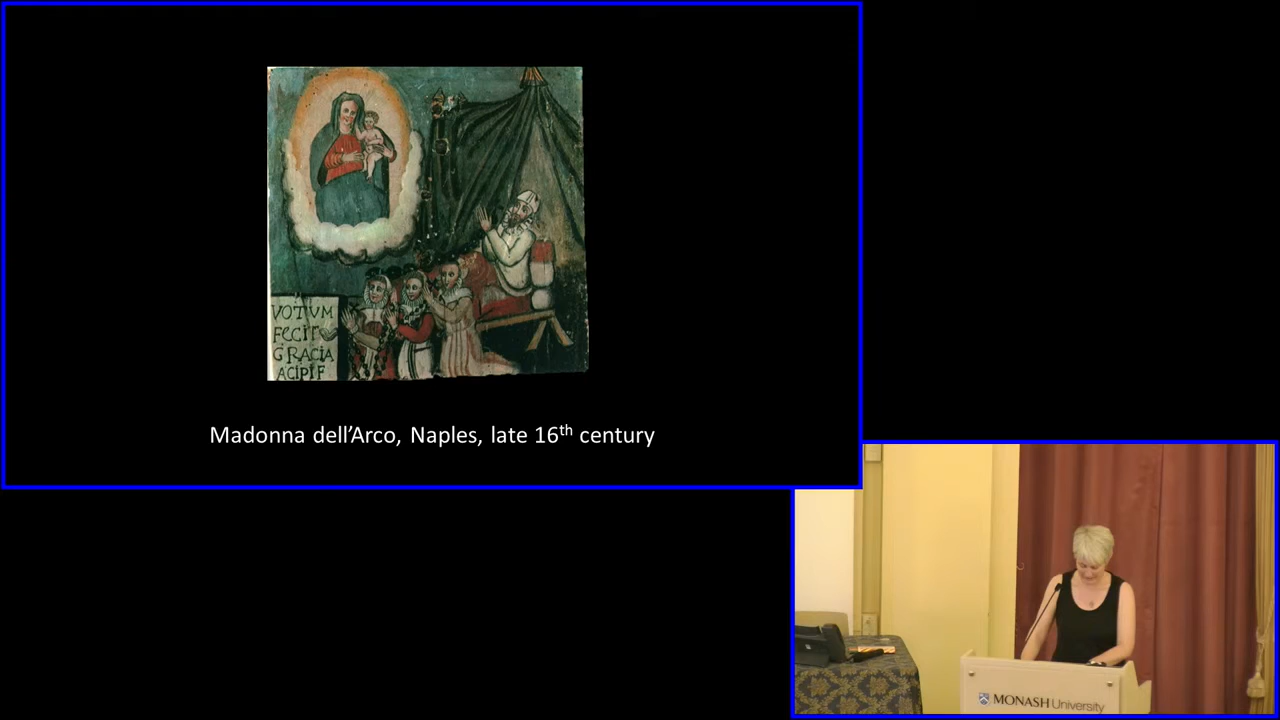 VOTVM
FECIT
GRACIA
ACIPIF
Madonna dell'Arco, Naples, late 16th century
MONASH University